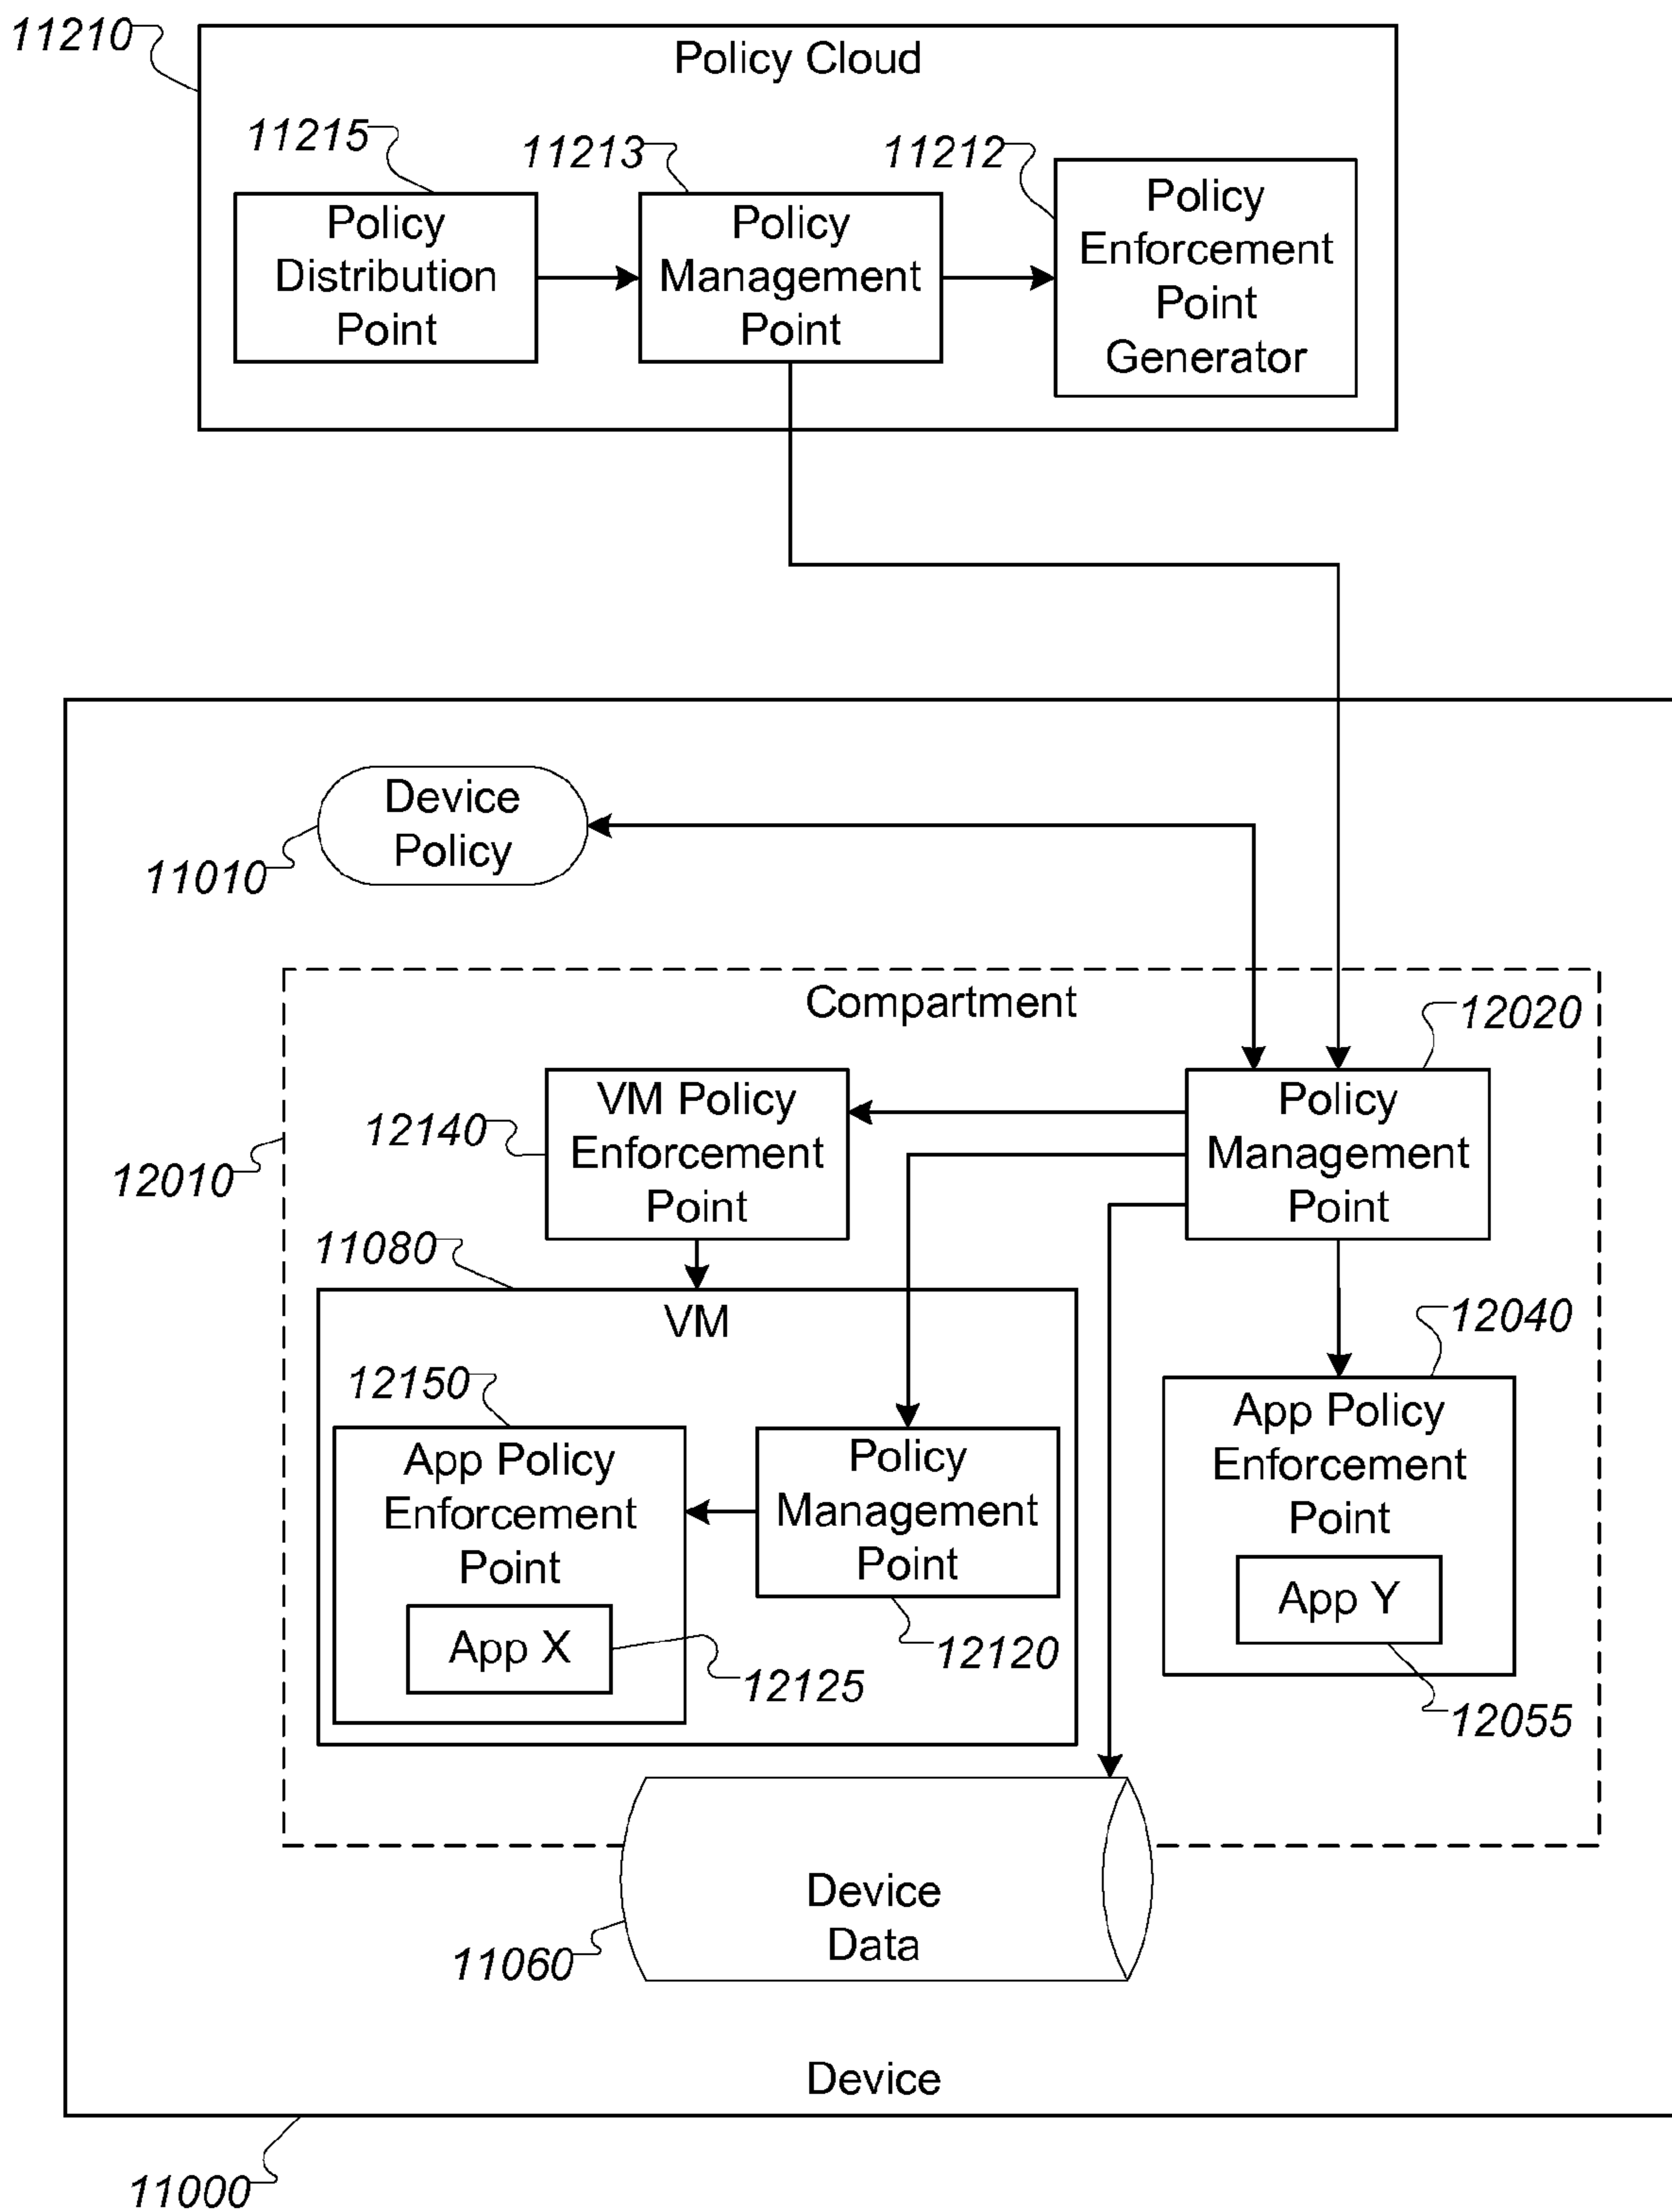 11210
Policy Cloud
11215
11213
11212
Policy
Distribution
Point
Policy
Management
Point
Policy
Enforcement
Point
Generator
Device
Policy
11010
Compartment
12020
12140
VM Policy
Enforcement
Point
Policy
Management
Point
12010
11080
VM
12040
12150
App Policy
Enforcement
Point
App X
Policy
Management
Point
12120
12125
App Policy
Enforcement
Point
App Y
12055
Device
Data
11060
Device
11000